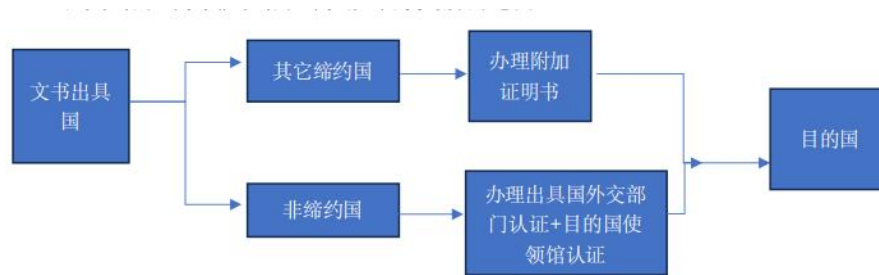 文书出具
国
其它缔约国
办理附加
证明书
非缔约国
办理出具国外交部
门认证+目的国使
领馆认证
目的国